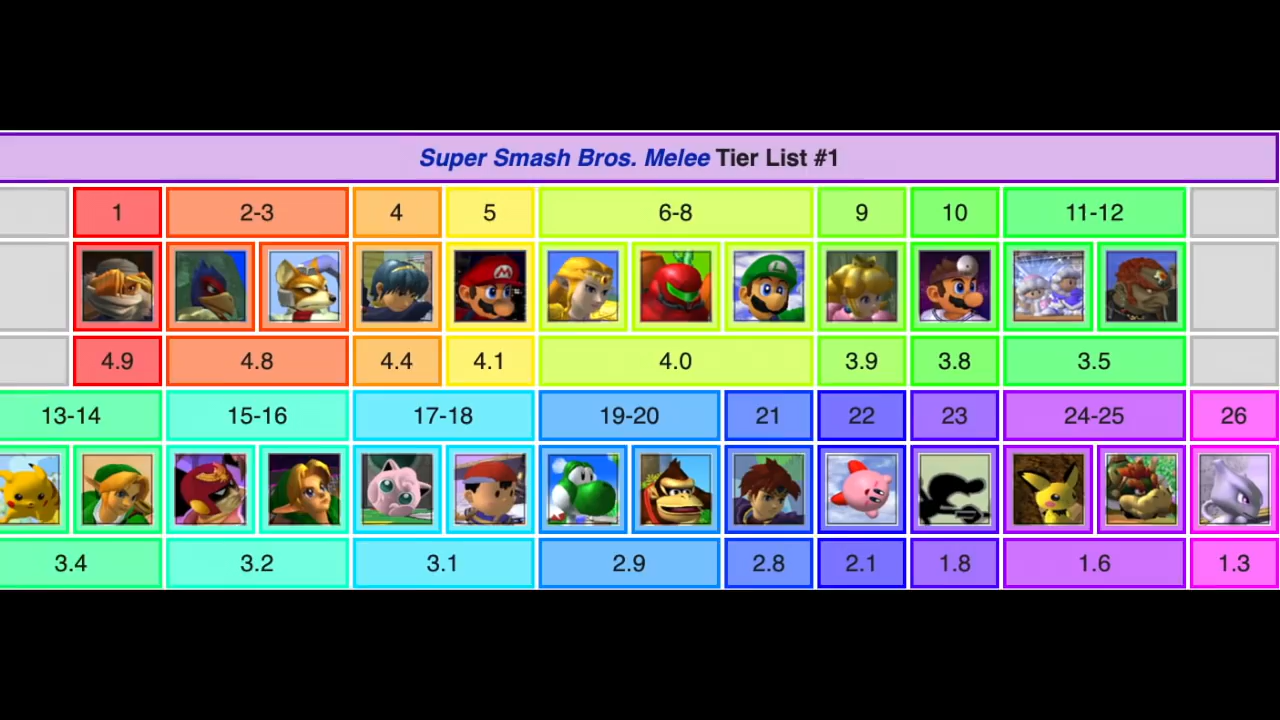 Super Smash Bros. Melee Tier List #1
1 2-3 4 5 6-8 9 10 11-12
4.9 4.8 4.4 4.1 4.0 3.9 3.8 3.5
13-14 15-16 17-18 19-20 21 22 23 24-25 26
3.4 3.2 3.1 2.9 2.8 2.1 1.8 1.6 1.3